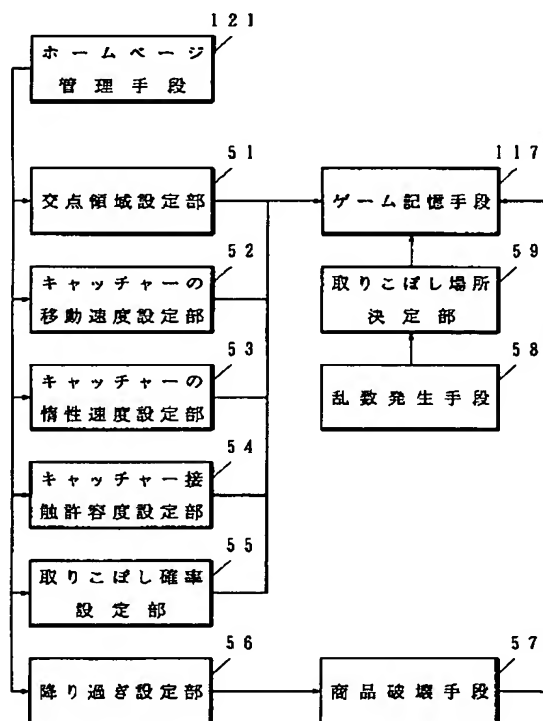 121
ホームページ
管理手段
51
交点領域設定部
52
キャッチャーの
移動速度設定部
53
キャッチャーの
惰性速度設定部
54
キャッチャー接
触許容度設定部
55
取りこぼし確率
設定部
56
降り過ぎ設定部
117
ゲーム記憶手段
59
取りこぼし場所
決定部
58
乱数発生手段
57
商品破壊手段